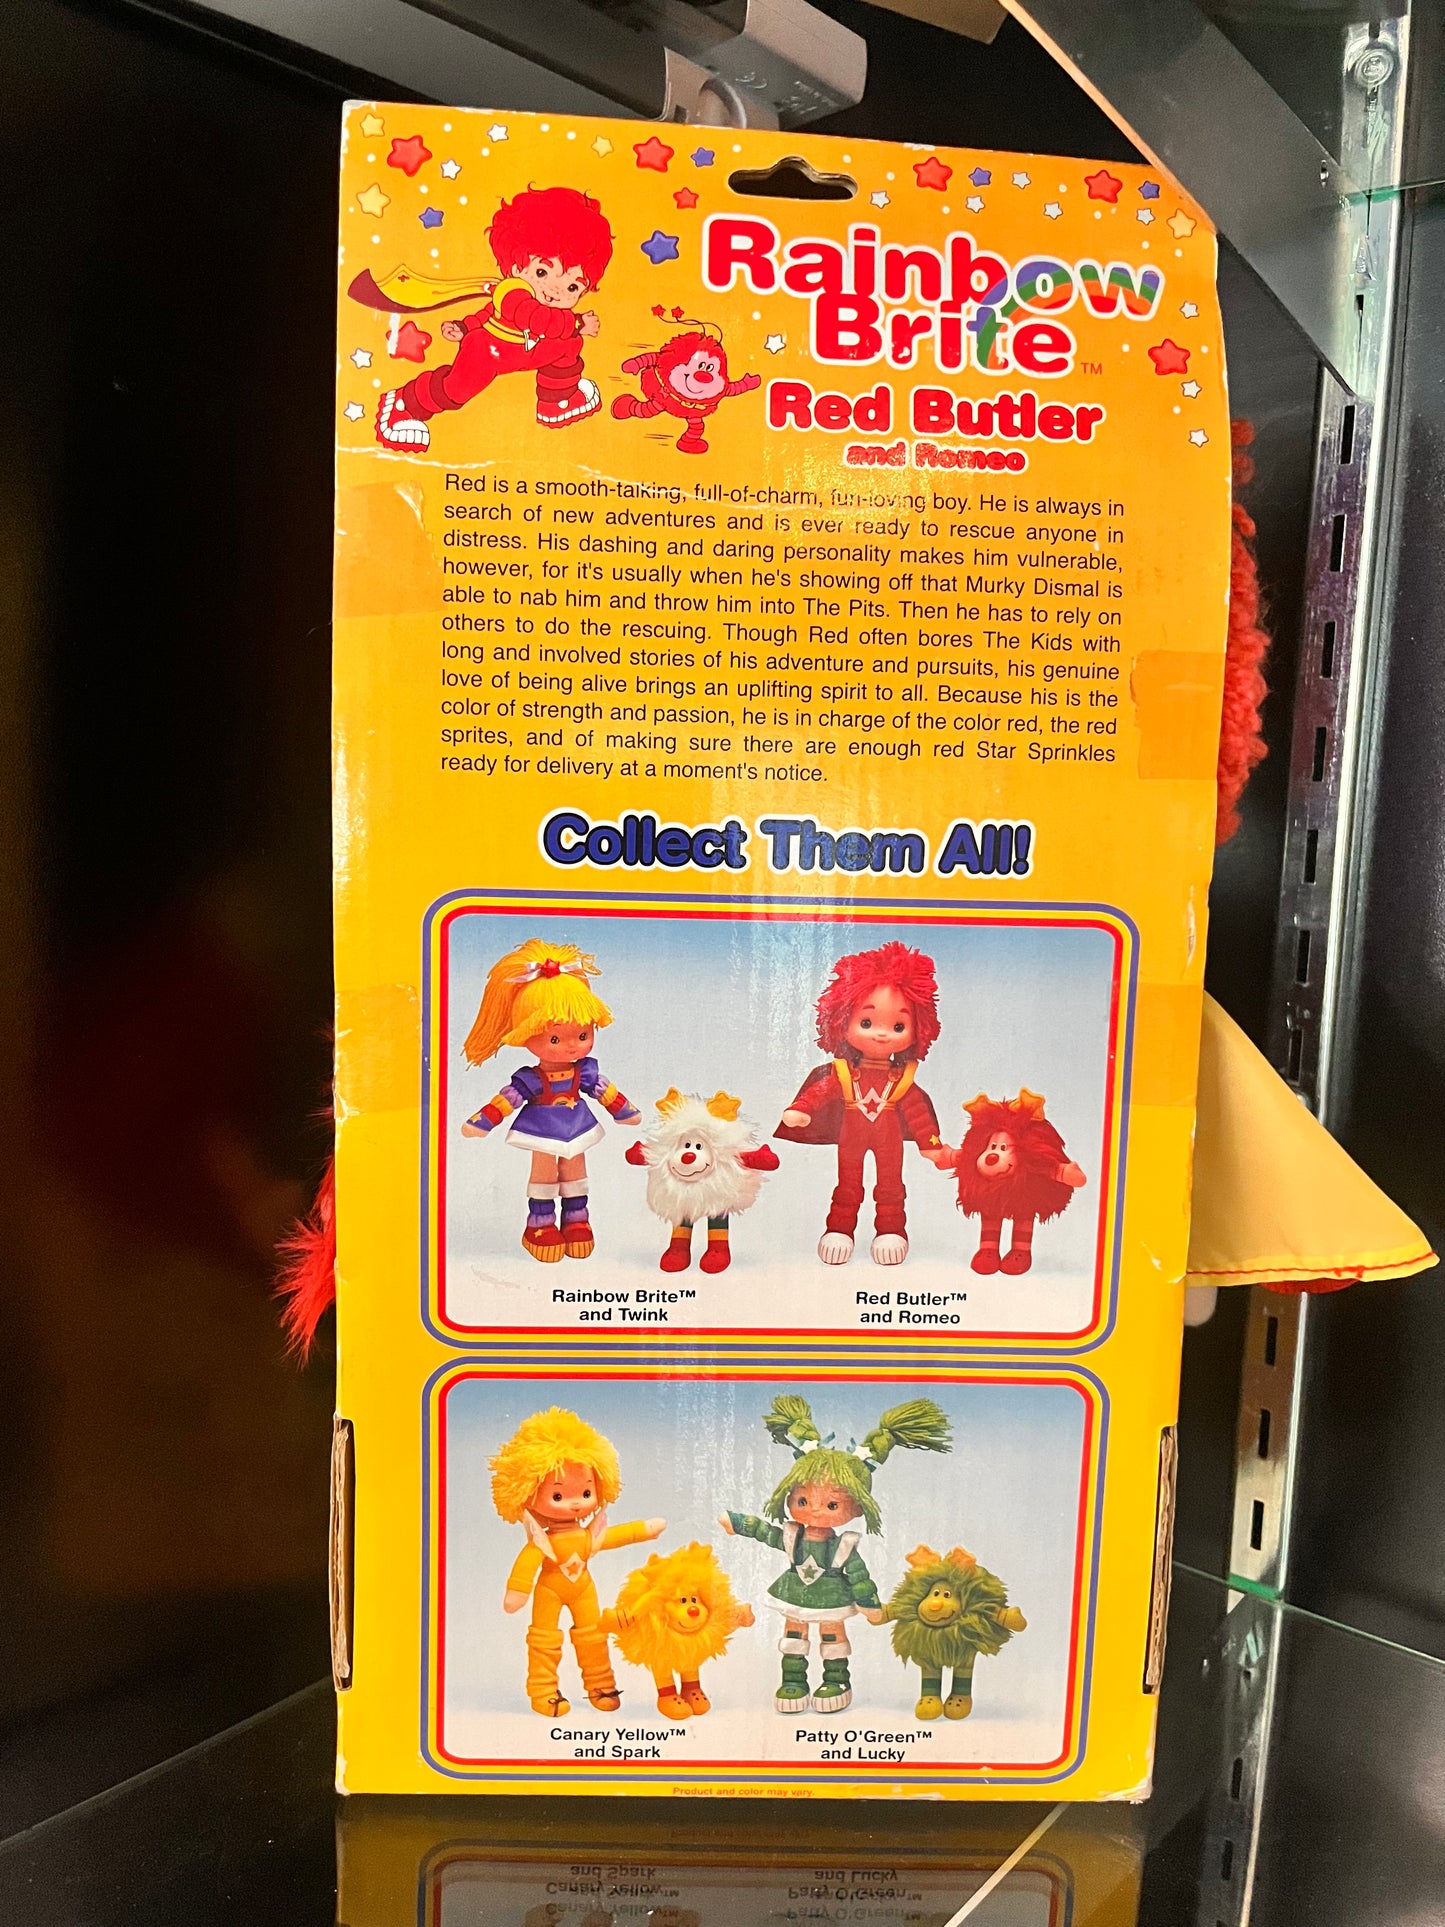 Rainbow
Brite™
Red Butler
and Romeo
Red is a smooth-talking, full-of-charm, fun-loving boy. He is always in
search of new adventures and is ever ready to rescue anyone in
distress. His dashing and daring personality makes him vulnerable,
however, for it's usually when he's showing off that Murky Dismal is
able to nab him and throw him into The Pits. Then he has to rely on
others to do the rescuing. Though Red often bores The Kids with
long and involved stories of his adventure and pursuits, his genuine
love of being alive brings an uplifting spirit to all. Because his is the
color of strength and passion, he is in charge of the color red, the red
sprites, and of making sure there are enough red Star Sprinkles
ready for delivery at a moment's notice.
Collect Them All!
Rainbow Brite™
and Twink
Red Butler™
and Romeo
Canary Yellow™
and Spark
Patty O'Green™
and Lucky
Product and color may vary.